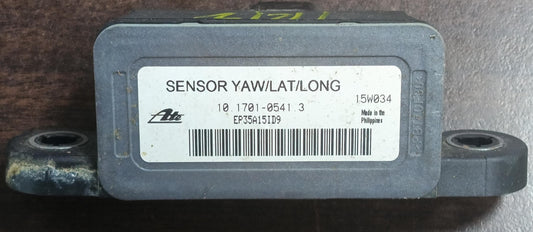 SENSOR YAW/LAT/LONG
10.1701-0541.3
15W034
Ate
EP35A15ID9
Made in the
Philippines